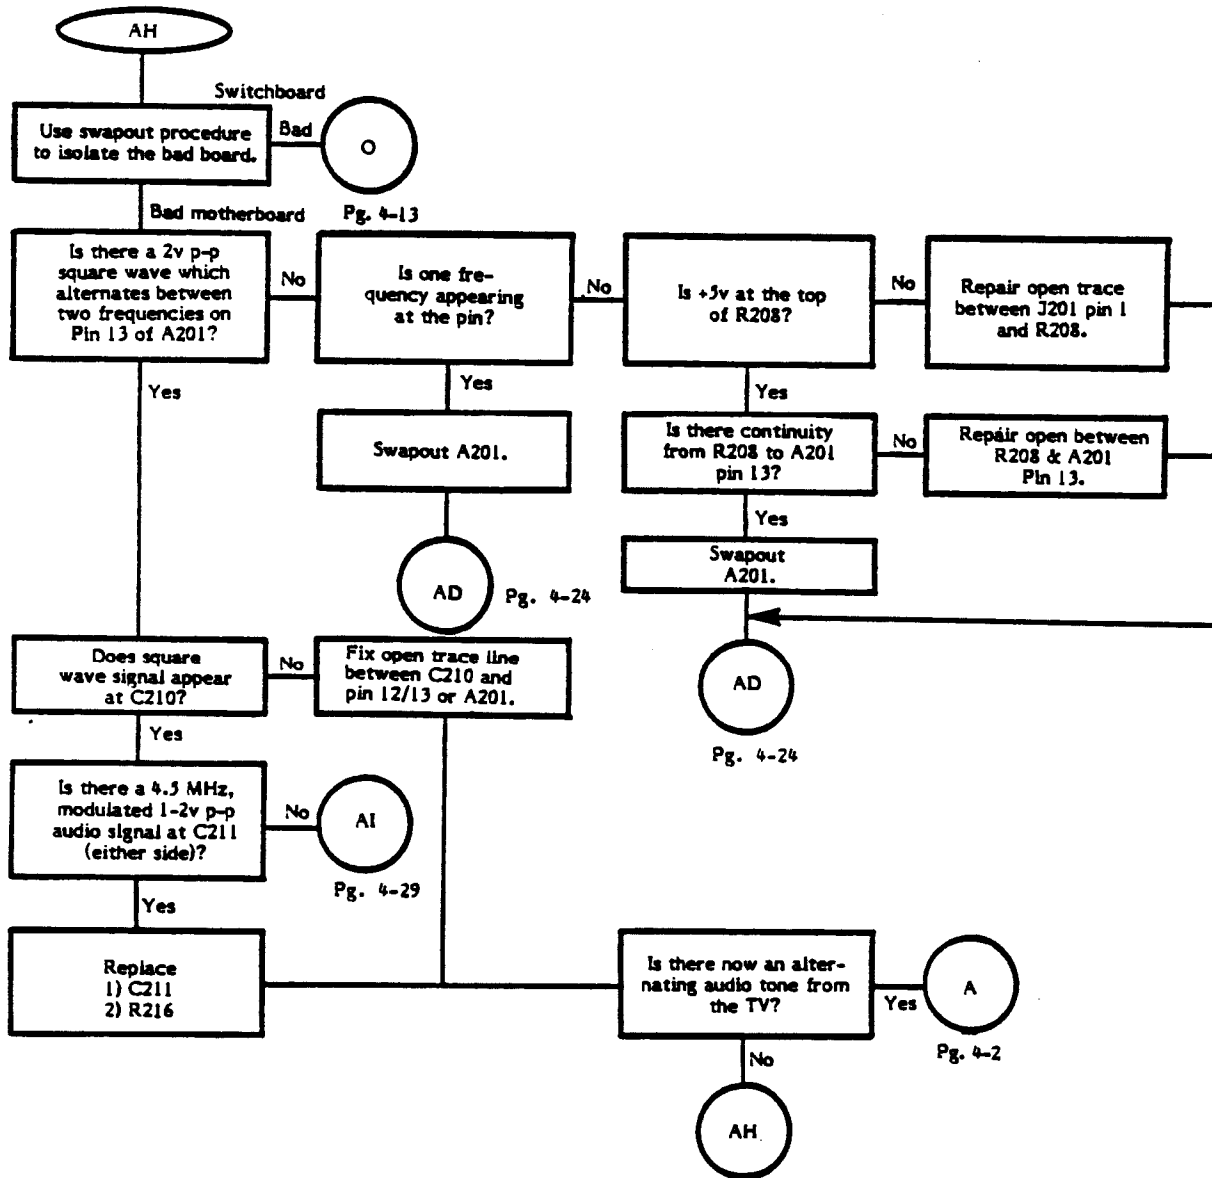 AH
Switchboard
Use swapout procedure
to isolate the bad board.
Bad
O
Pg. 4-13
Bad motherboard
Is there a 2v p-p
square wave which
alternates between
two frequencies on
Pin 13 of A201?
No
Is one fre-
quency appearing
at the pin?
No
Is +5v at the top
of R208?
No
Repair open trace
between J201 pin 1
and R208.
Yes
Yes
Yes
Swapout A201.
Is there continuity
from R208 to A201
pin 13?
No
Repair open between
R208 & A201
Pin 13.
Yes
Swapout
A201.
AD
Pg. 4-24
AD
Pg. 4-24
Does square
wave signal appear
at C210?
No
Fix open trace line
between C210 and
pin 12/13 or A201.
Yes
Is there a 4.5 MHz,
modulated 1-2v p-p
audio signal at C211
(either side)?
No
AI
Pg. 4-29
Yes
Replace
1) C211
2) R216
Is there now an alter-
nating audio tone from
the TV?
Yes
A
Pg. 4-2
No
AH